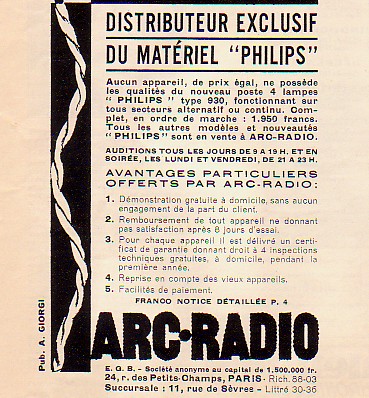 DISTRIBUTEUR EXCLUSIF
DU MATÉRIEL "PHILIPS"
Aucun appareil, de prix égal, ne possède
les qualités du nouveau poste 4 lampes
"PHILIPS" type 930, fonctionnant sur
tous secteurs alternatif ou continu. Com-
plet, en ordre de marche : 1.950 francs.
Tous les autres modèles et nouveautés
"PHILIPS" sont en vente à ARC-RADIO.
AUDITIONS TOUS LES JOURS DE 9 A 19 H. ET EN
SOIRÉE, LES LUNDI ET VENDREDI, DE 21 A 23 H.
AVANTAGES PARTICULIERS
OFFERTS PAR ARC-RADIO:
1. Démonstration gratuite à domicile, sans aucun
engagement de la part du client.
2. Remboursement de tout appareil ne donnant
pas satisfaction après 8 jours d'essai.
3. Pour chaque appareil il est délivré un certi-
ficat de garantie donnant droit à 4 inspections
techniques gratuites, à domicile, pendant la
première année.
4. Reprise en compte des vieux appareils.
5. Facilités de paiement.
FRANCO NOTICE DÉTAILLÉE P. 4
ARC•RADIO
E. G. B. - Société anonyme au capital de 1.500.000 fr.
24, r. des Petits-Champs, PARIS - Rich. 86-03
Succursale : 11, rue de Sèvres - Littré 30-36
Pub. A. GIORGI